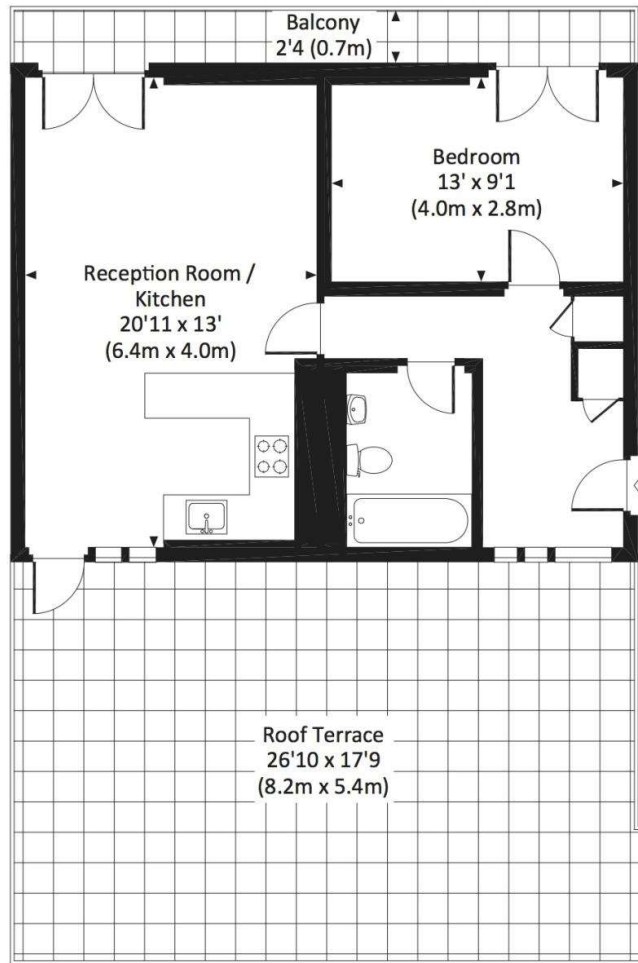 Balcony
2'4 (0.7m)
Bedroom
13' x 9'1
(4.0m x 2.8m)
Reception Room /
Kitchen
20'11 x 13'
(6.4m x 4.0m)
Roof Terrace
26'10 x 17'9
(8.2m x 5.4m)